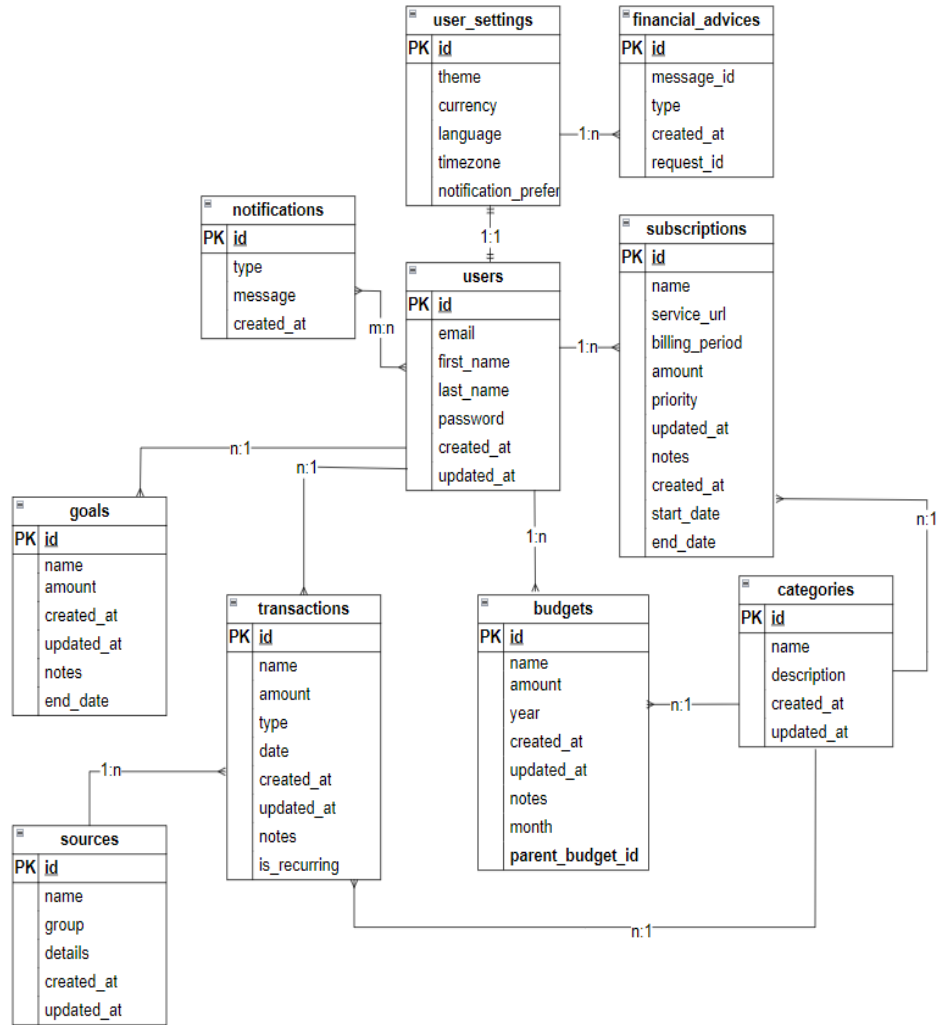 user_settings
PK id
theme
currency
language
timezone
notification_prefer
financial_advices
PK id
message_id
type
created_at
request_id
1:n
1:1
notifications
PK id
type
message
created_at
m:n
users
PK id
email
first_name
last_name
password
created_at
updated_at
1:n
subscriptions
PK id
name
service_url
billing_period
amount
priority
updated_at
notes
created_at
start_date
end_date
n:1
n:1
n:1
1:n
goals
PK id
name
amount
created_at
updated_at
notes
end_date
transactions
PK id
name
amount
type
date
created_at
updated_at
notes
is_recurring
budgets
PK id
name
amount
year
created_at
updated_at
notes
month
parent_budget_id
n:1
categories
PK id
name
description
created_at
updated_at
1:n
sources
PK id
name
group
details
created_at
updated_at
n:1